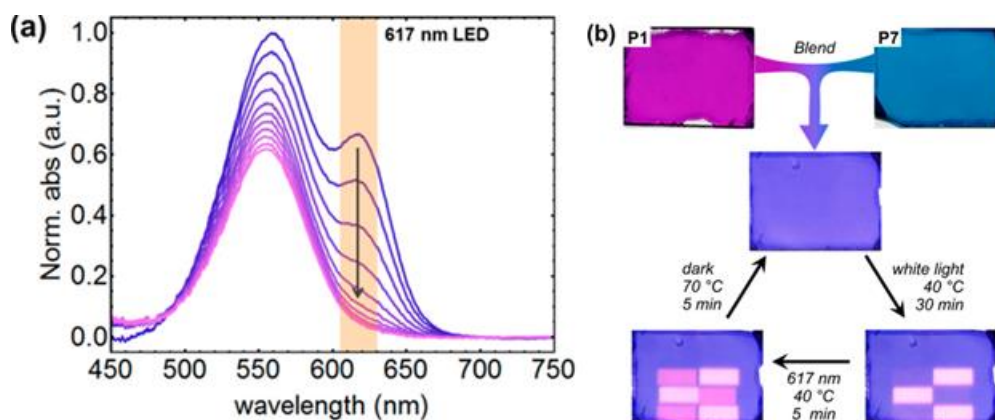 (a)
617 nm LED
Norm. abs (a.u.)
1.0
0.8
0.6
0.4
0.2
0.0
450 500 550 600 650 700 750
wavelength (nm)
(b)
P1
Blend
P7
dark
70 °C
5 min
white light
40 °C
30 min
617 nm
40 °C
5 min